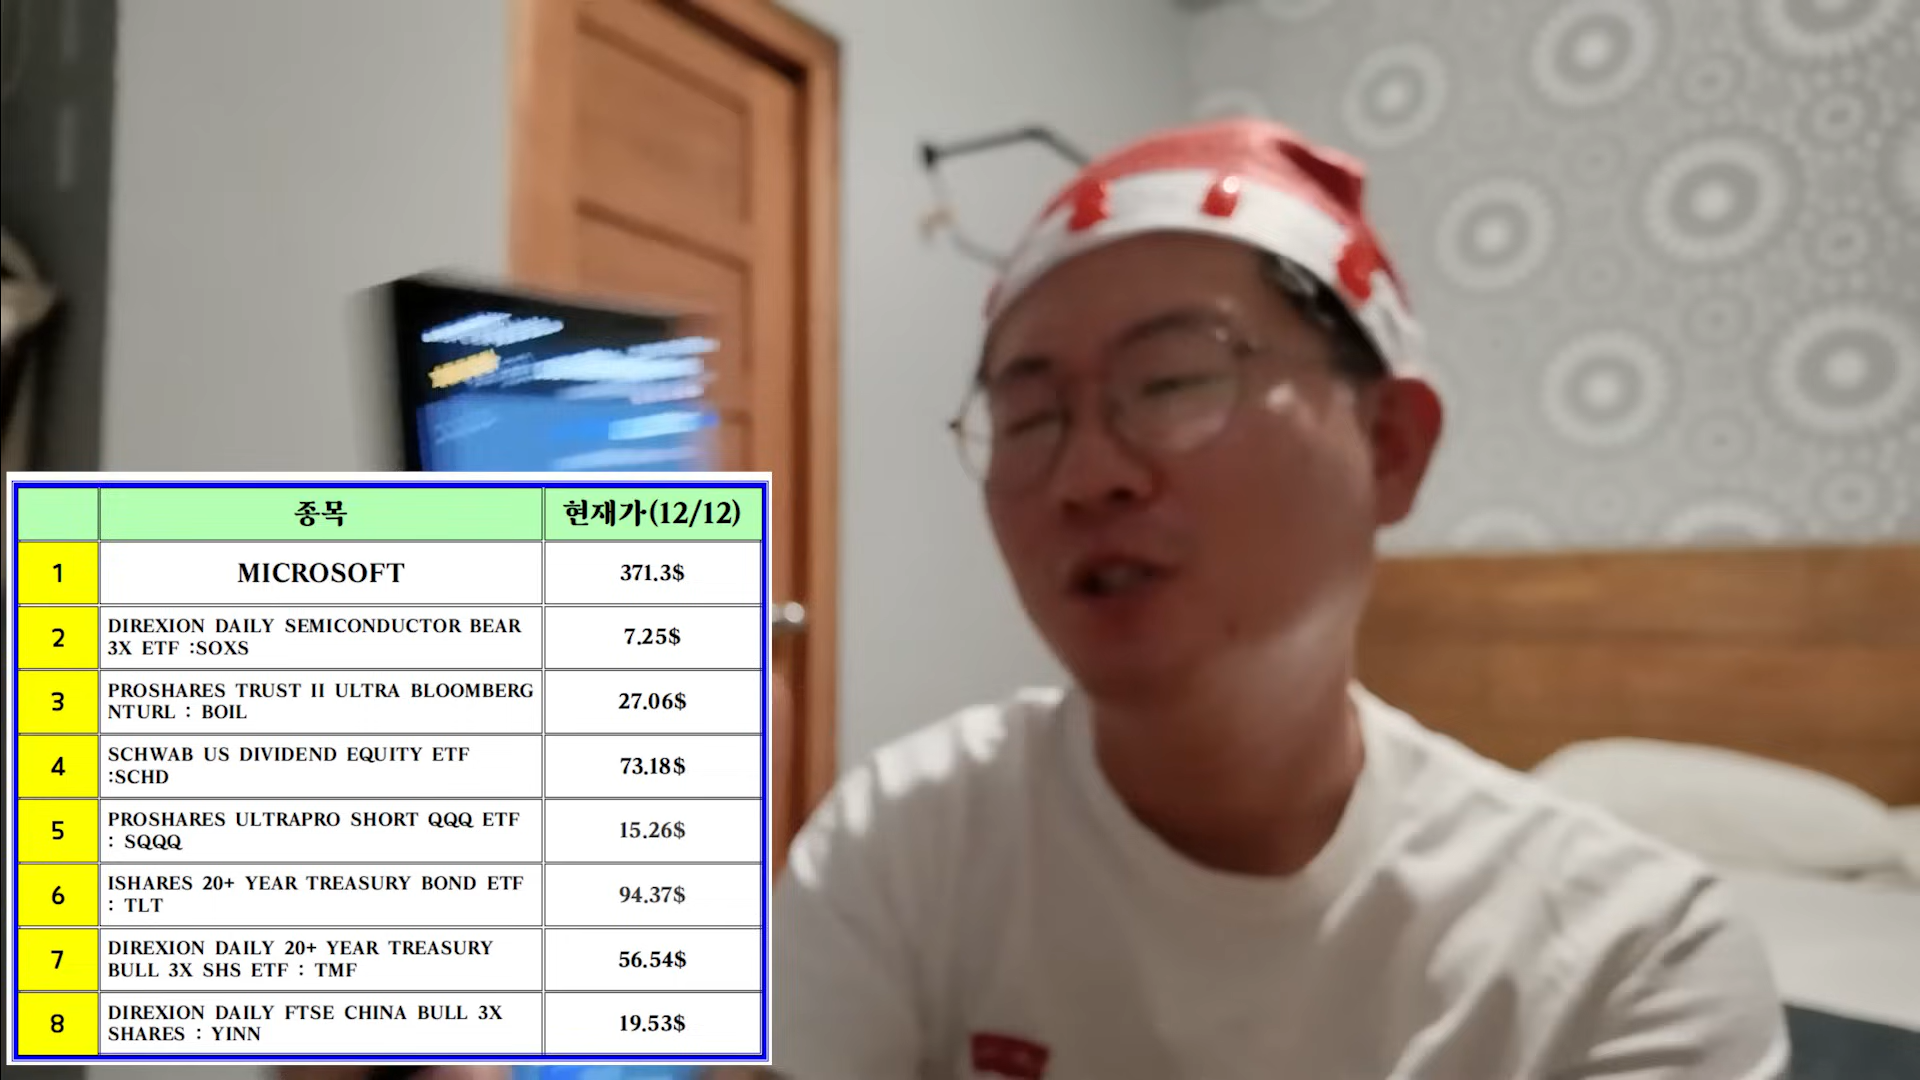 종목 현재가(12/12)
1 MICROSOFT 371.3$
2 DIREXION DAILY SEMICONDUCTOR BEAR
3X ETF :SOXS 7.25$
3 PROSHARES TRUST II ULTRA BLOOMBERG
NTURL : BOIL 27.06$
4 SCHWAB US DIVIDEND EQUITY ETF
:SCHD 73.18$
5 PROSHARES ULTRAPRO SHORT QQQ ETF
: SQQQ 15.26$
6 ISHARES 20+ YEAR TREASURY BOND ETF
: TLT 94.37$
7 DIREXION DAILY 20+ YEAR TREASURY
BULL 3X SHS ETF : TMF 56.54$
8 DIREXION DAILY FTSE CHINA BULL 3X
SHARES : YINN 19.53$